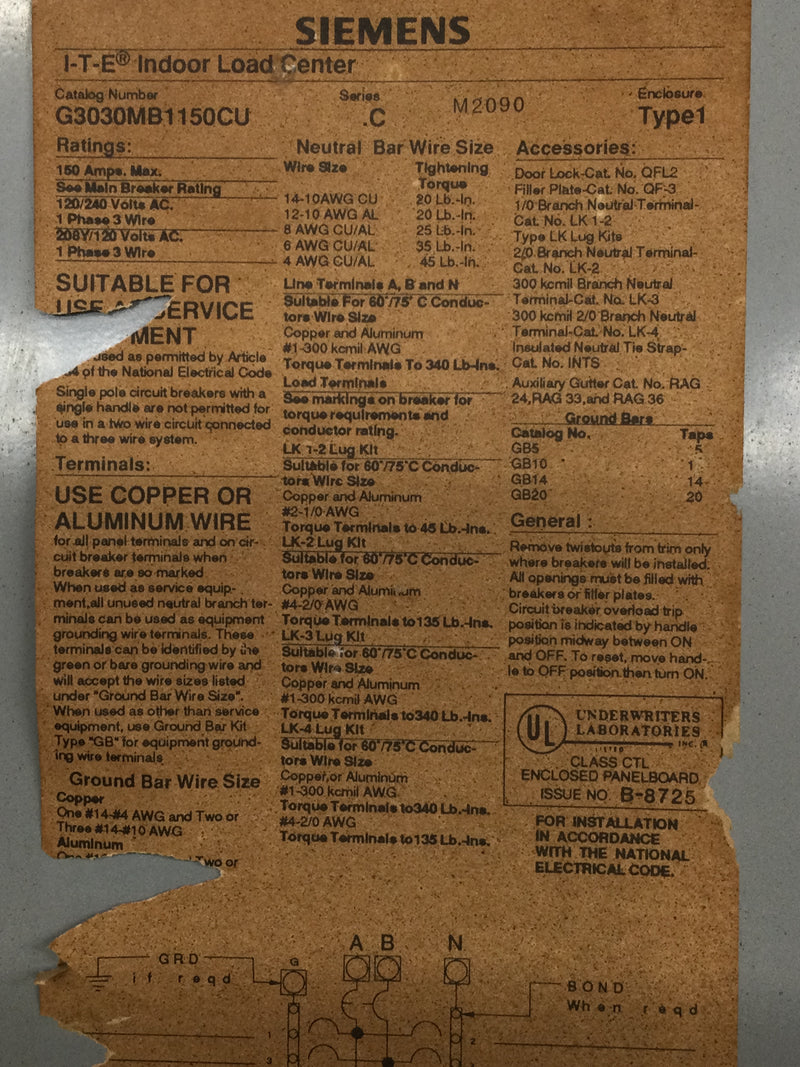 SIEMENS
I-T-E® Indoor Load Center
Catalog Number
G3030MB1150CU
Series
.C
M2090
Enclosure
Type1
Ratings:
150 Amps. Max.
See Main Breaker Rating
120/240 Volts AC.
1 Phase 3 Wire
208Y/120 Volts AC.
1 Phase 3 Wire
SUITABLE FOR
USE AS SERVICE
MENT
used as permitted by Article
of the National Electrical Code
Single pole circuit breakers with a
single handle are not permitted for
use in a two wire circuit connected
to a three wire system.
Terminals:
USE COPPER OR
ALUMINUM WIRE
for all panel terminals and on cir-
cuit breaker terminals when
breakers are so marked
When used as service equip-
ment,all unused neutral branch ter-
minals can be used as equipment
grounding wire terminals. These
terminals can be identified by the
green or bare grounding wire and
will accept the wire sizes listed
under "Ground Bar Wire Size".
When used as other than service
equipment, use Ground Bar Kit
Type "GB" for equipment ground-
ing wire terminals
Ground Bar Wire Size
Copper
One #14-#4 AWG and Two or
Three #14-#10 AWG
Aluminum
Two or
Neutral Bar Wire Size
Wire Size Tightening
Torque
14-10AWG CU 20 Lb.-In.
12-10 AWG AL 20 Lb.-In.
8 AWG CU/AL 25 Lb.-In.
6 AWG CU/AL 35 Lb.-In.
4 AWG CU/AL 45 Lb.-In.
Line Terminals A, B and N
Suitable For 60°/75° C Conduc-
tors Wire Size
Copper and Aluminum
#1-300 kcmil AWG
Torque Terminals To 340 Lb-Ins.
Load Terminals
See markings on breaker for
torque requirements and
conductor rating.
LK 1-2 Lug Kit
Suitable for 60°/75°C Conduc-
tors Wire Size
Copper and Aluminum
#2-1/0 AWG
Torque Terminals to 45 Lb.-Ins.
LK-2 Lug Kit
Suitable for 60°/75°C Conduc-
tors Wire Size
Copper and Aluminum
#4-2/0 AWG
Torque Terminals to135 Lb.-Ins.
LK-3 Lug Kit
Suitable for 60°/75°C Conduc-
tors Wire Size
Copper and Aluminum
#1-300 kcmil AWG
Torque Terminals to340 Lb.-Ins.
LK-4 Lug Kit
Suitable for 60°/75°C Conduc-
tors Wire Size
Copper,or Aluminum
#1-300 kcmil AWG
Torque Terminals to340 Lb.-Ins.
#4-2/0 AWG
Torque Terminals to135 Lb.-Ins.
Accessories:
Door Lock-Cat. No. QFL2
Filler Plate-Cat. No. QF-3
1/0 Branch Neutral Terminal-
Cat. No. LK 1-2
Type LK Lug Kits
2/0 Branch Neutral Terminal-
Cat. No. LK-2
300 kcmil Branch Neutral
Terminal-Cat. No. LK-3
300 kcmil 2/0 Branch Neutral
Terminal-Cat. No. LK-4
Insulated Neutral Tie Strap-
Cat. No. INTS
Auxiliary Gutter Cat. No. RAG
24,RAG 33,and RAG 36
Ground Bars
Catalog No. Taps
GB5 5
GB10 1
GB14 14
GB20 20
General :
Remove twistouts from trim only
where breakers will be installed.
All openings must be filled with
breakers or filler plates.
Circuit breaker overload trip
position is indicated by handle
position midway between ON
and OFF. To reset, move hand-
le to OFF position then turn ON.
UL
UNDERWRITERS
LABORATORIES
LISTED INC. ®
CLASS CTL
ENCLOSED PANELBOARD
ISSUE NO B-8725
FOR INSTALLATION
IN ACCORDANCE
WITH THE NATIONAL
ELECTRICAL CODE.
A B N
GRD G
if reqd
BOND
When reqd
1
2
3